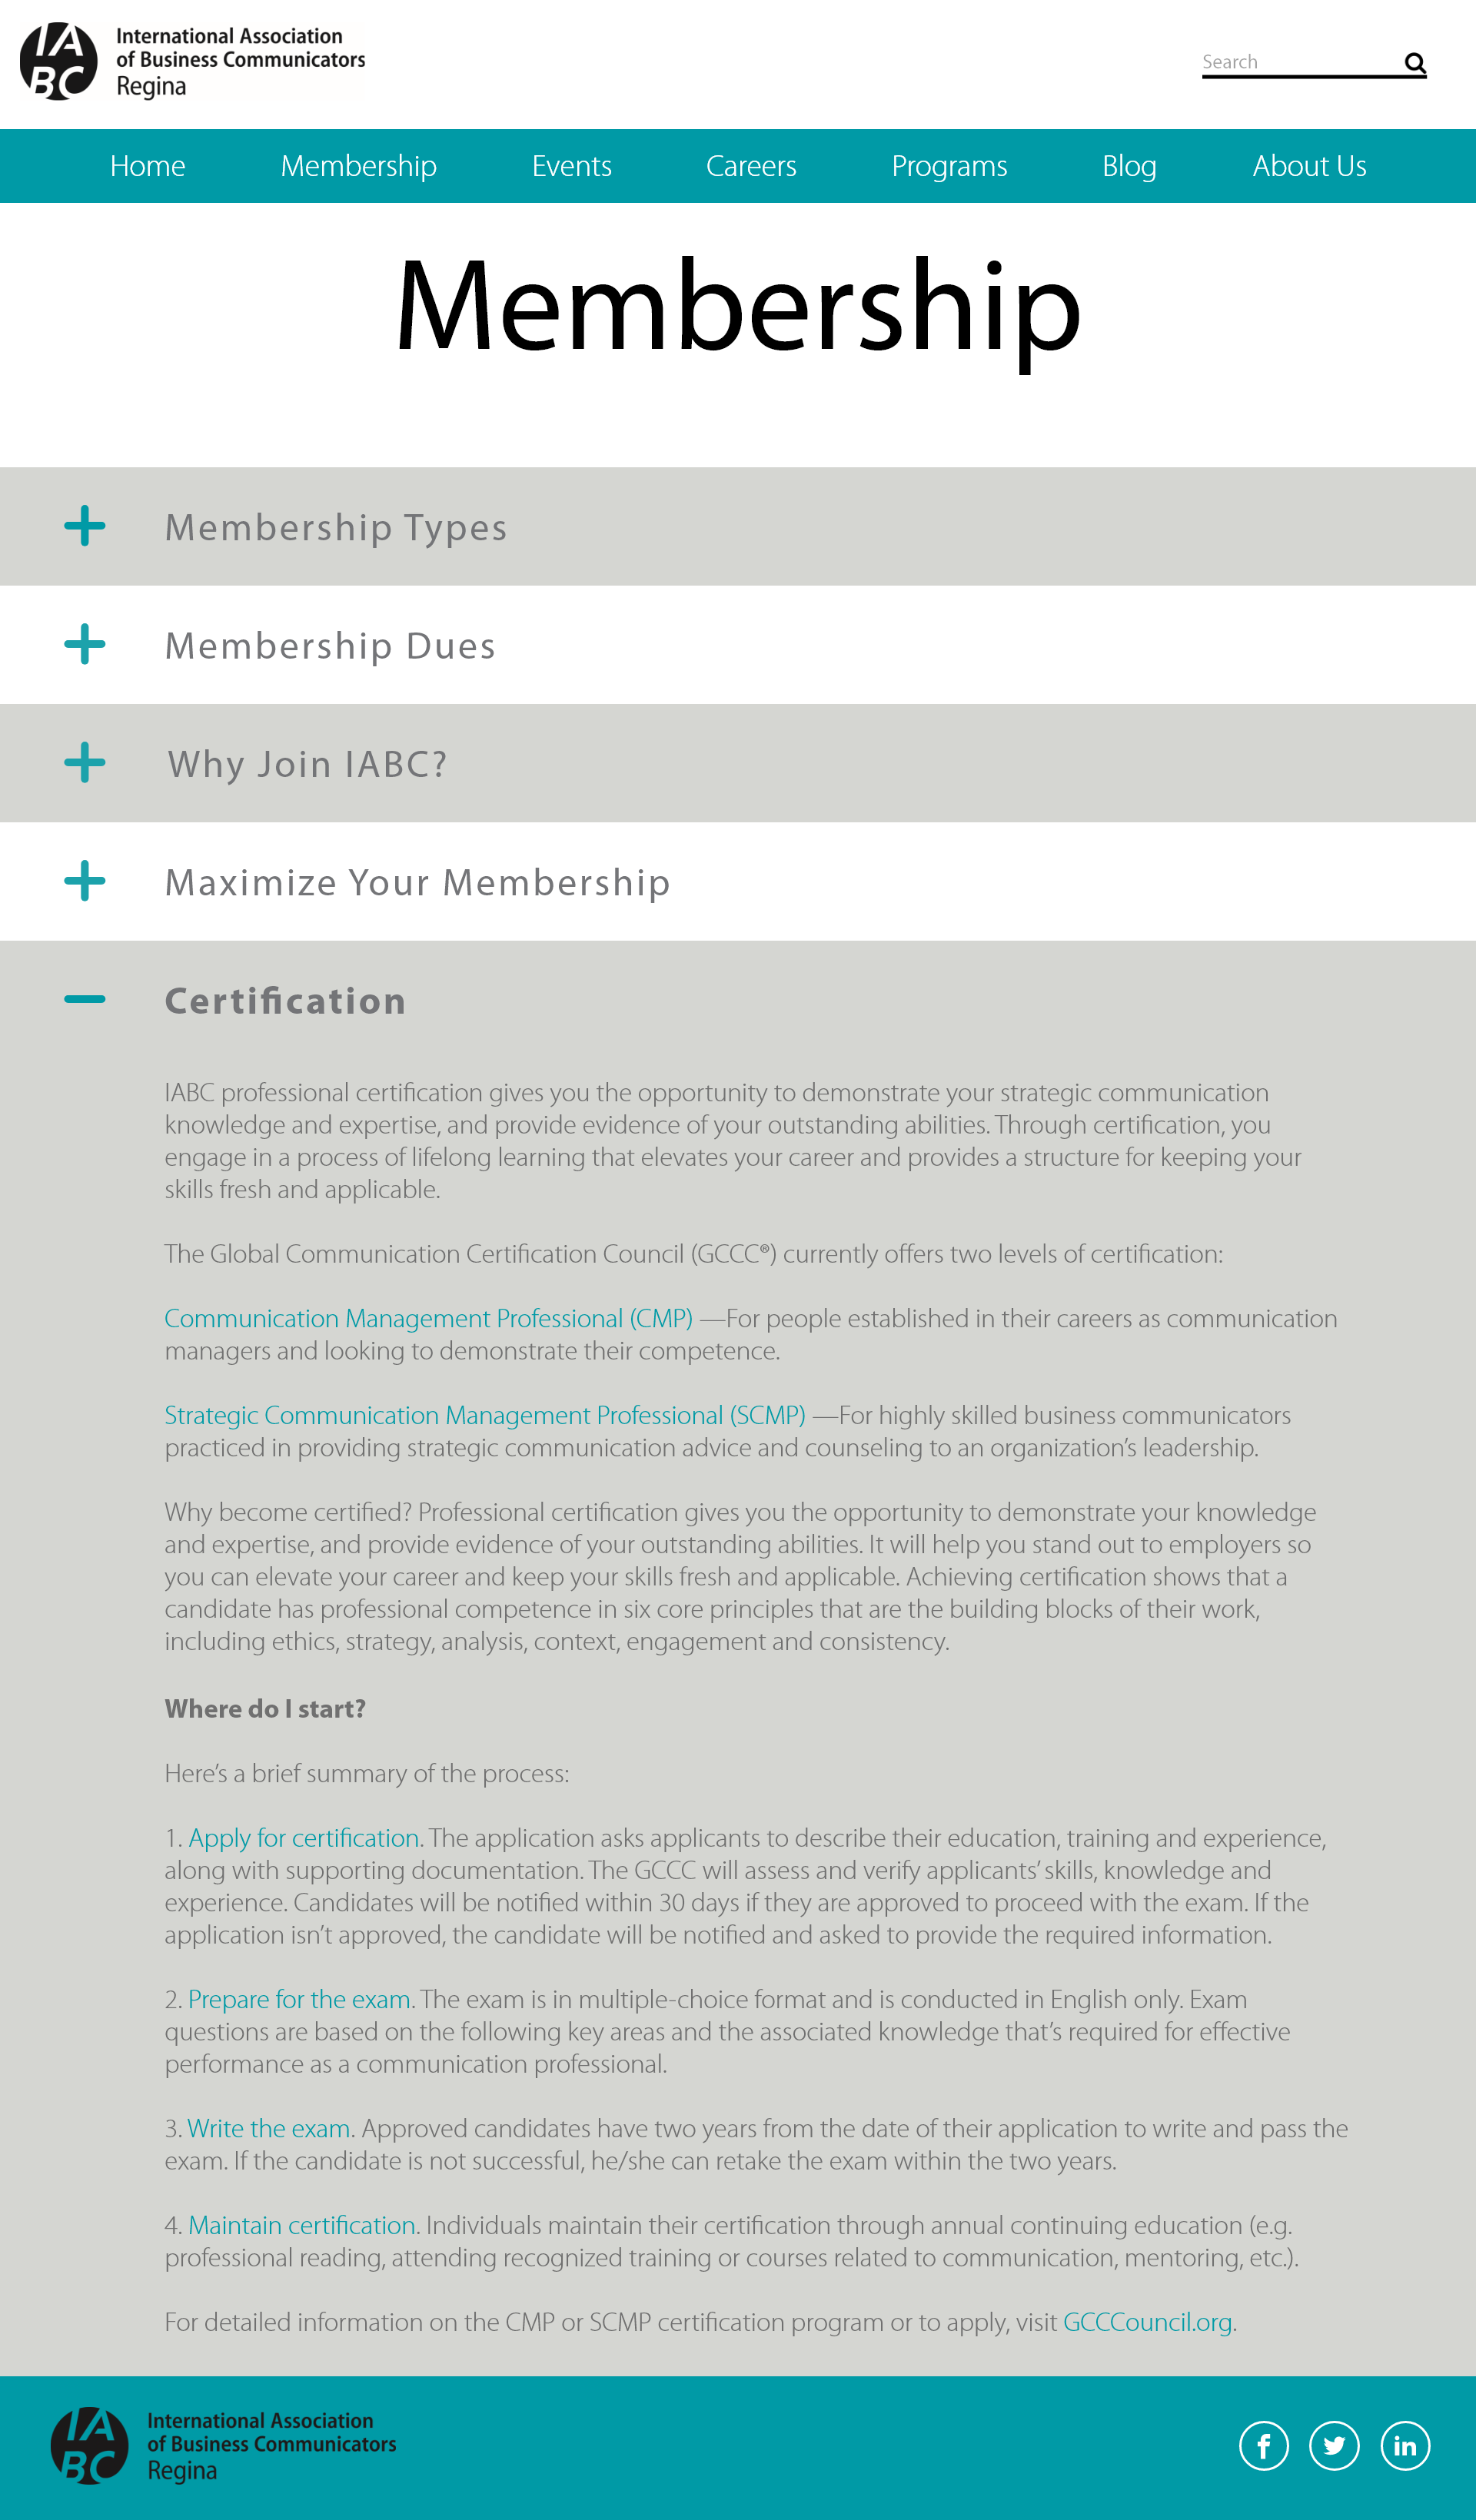 IABC
International Association
of Business Communicators
Regina
Search
Home Membership Events Careers Programs Blog About Us
Membership
Membership Types
Membership Dues
Why Join IABC?
Maximize Your Membership
Certification
IABC professional certification gives you the opportunity to demonstrate your strategic communication
knowledge and expertise, and provide evidence of your outstanding abilities. Through certification, you
engage in a process of lifelong learning that elevates your career and provides a structure for keeping your
skills fresh and applicable.
The Global Communication Certification Council (GCCC®) currently offers two levels of certification:
Communication Management Professional (CMP) —For people established in their careers as communication
managers and looking to demonstrate their competence.
Strategic Communication Management Professional (SCMP) —For highly skilled business communicators
practiced in providing strategic communication advice and counseling to an organization’s leadership.
Why become certified? Professional certification gives you the opportunity to demonstrate your knowledge
and expertise, and provide evidence of your outstanding abilities. It will help you stand out to employers so
you can elevate your career and keep your skills fresh and applicable. Achieving certification shows that a
candidate has professional competence in six core principles that are the building blocks of their work,
including ethics, strategy, analysis, context, engagement and consistency.
Where do I start?
Here’s a brief summary of the process:
1. Apply for certification. The application asks applicants to describe their education, training and experience,
along with supporting documentation. The GCCC will assess and verify applicants’ skills, knowledge and
experience. Candidates will be notified within 30 days if they are approved to proceed with the exam. If the
application isn’t approved, the candidate will be notified and asked to provide the required information.
2. Prepare for the exam. The exam is in multiple-choice format and is conducted in English only. Exam
questions are based on the following key areas and the associated knowledge that’s required for effective
performance as a communication professional.
3. Write the exam. Approved candidates have two years from the date of their application to write and pass the
exam. If the candidate is not successful, he/she can retake the exam within the two years.
4. Maintain certification. Individuals maintain their certification through annual continuing education (e.g.
professional reading, attending recognized training or courses related to communication, mentoring, etc.).
For detailed information on the CMP or SCMP certification program or to apply, visit GCCCouncil.org.
IABC
International Association
of Business Communicators
Regina
f in